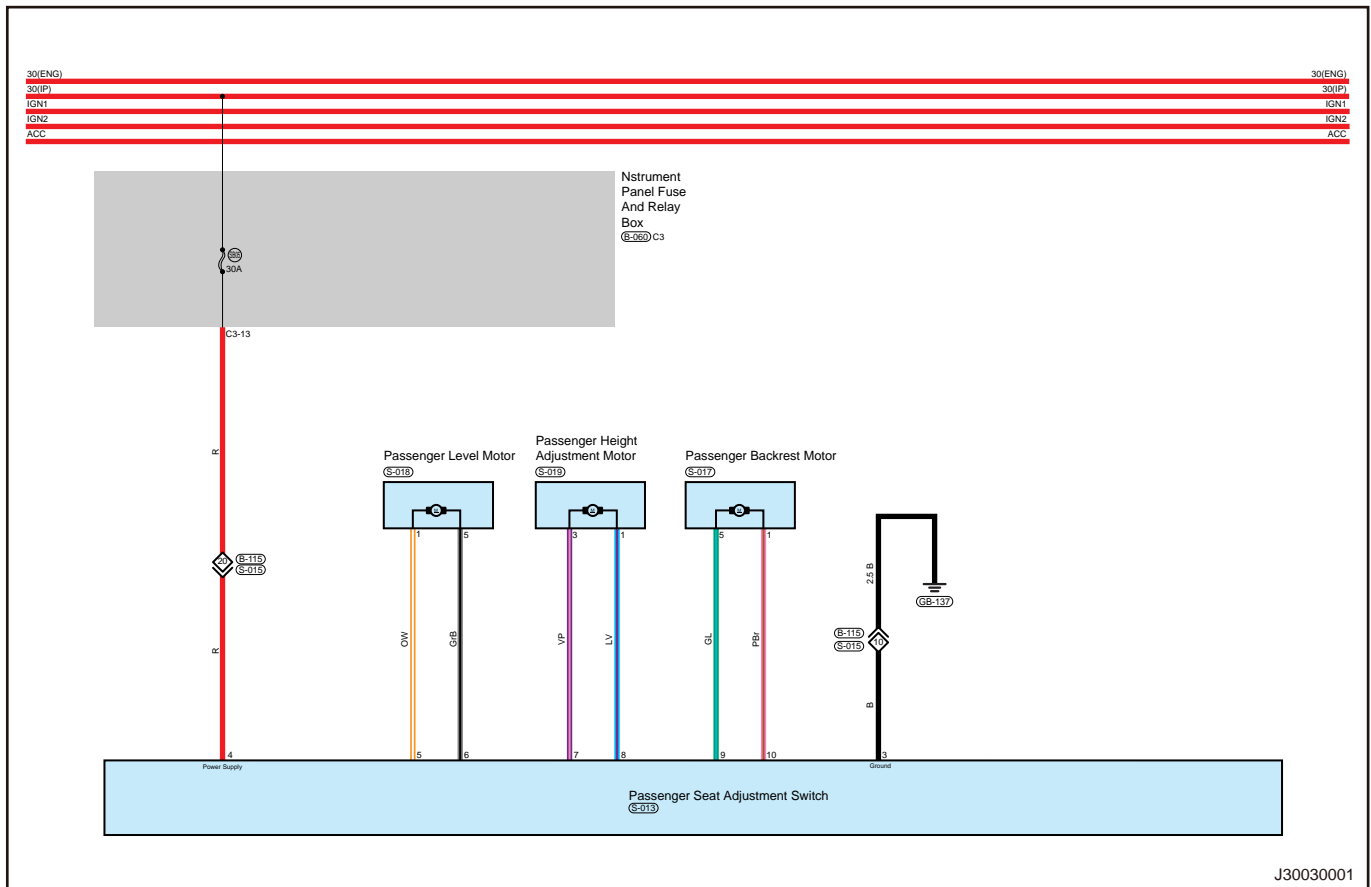 30(ENG) 30(ENG)
30(IP) 30(IP)
IGN1 IGN1
IGN2 IGN2
ACC ACC
Nstrument
Panel Fuse
And Relay
Box
B-060 C3
30A
C3-13
R
Passenger Level Motor
S-018
Passenger Height
Adjustment Motor
S-019
Passenger Backrest Motor
S-017
M M M
1 5 3 1 5 1
20 B-115
S-015
2.5 B
GB-137
B-115
S-015 10
R
OW
GrB
VP
LV
GL
PBr
B
4 5 6 7 8 9 10 3
Power Supply
Ground
Passenger Seat Adjustment Switch
S-013
J30030001